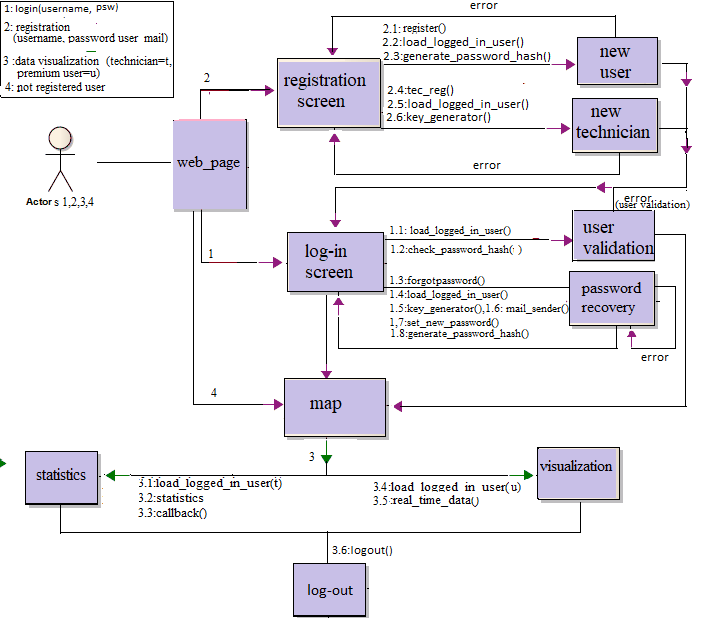 1: login(username, psw)
2: registration
(username, password user mail)
3 :data visualization (technician=t,
premium user=u)
4: not registered user
error
2.1: register()
2.2:load_logged_in_user()
2.3:generate_password_hash()
new
user
registration
screen
2
2.4: tec_reg()
2.5:load_logged_in_user()
2.6:key_generator()
new
technician
error
web_page
Actor s 1,2,3,4
error
(user validation)
1
log-in
screen
1.1: load_logged_in_user()
1.2:check_password_hash( )
user
validation
1.3:forgotpassword()
1.4:load_logged_in_user()
1.5:key_generator(),1.6: mail_sender()
1,7:set_new_password()
1.8:generate_password_hash()
password
recovery
error
4
map
3
statistics
3.1:load_logged_in_user(t)
3.2:statistics
3.3:callback()
3.4:load_logged_in_user(u)
3.5:real_time_data()
visualization
3.6:logout()
log-out